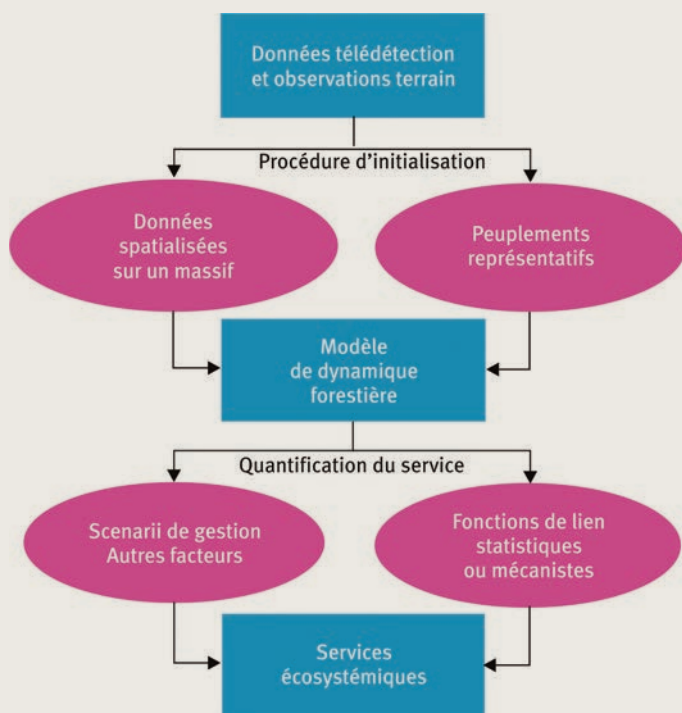 Données télédétection
et observations terrain
Procédure d'initialisation
Données
spatialisées
sur un massif
Peuplements
représentatifs
Modèle
de dynamique
forestière
Quantification du service
Scenarii de gestion
Autres facteurs
Fonctions de lien
statistiques
ou mécanistes
Services
écosystémiques